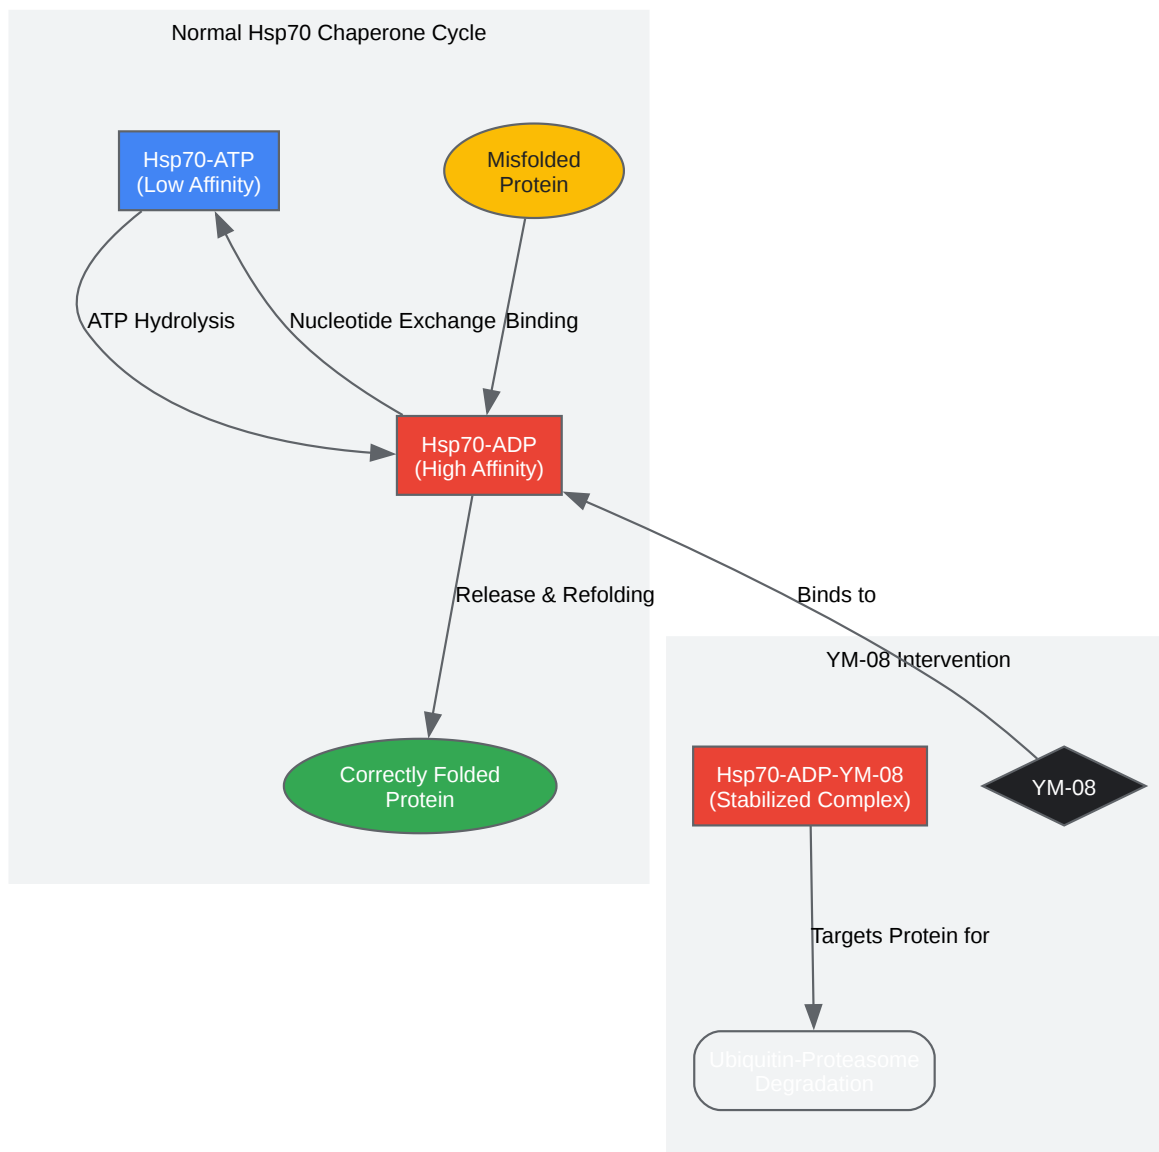 Normal Hsp70 Chaperone Cycle
Hsp70-ATP
(Low Affinity)
Misfolded
Protein
ATP Hydrolysis
Nucleotide Exchange
Binding
Hsp70-ADP
(High Affinity)
Release & Refolding
Binds to
YM-08 Intervention
Correctly Folded
Protein
Hsp70-ADP-YM-08
(Stabilized Complex)
YM-08
Targets Protein for
Ubiquitin-Proteasome
Degradation